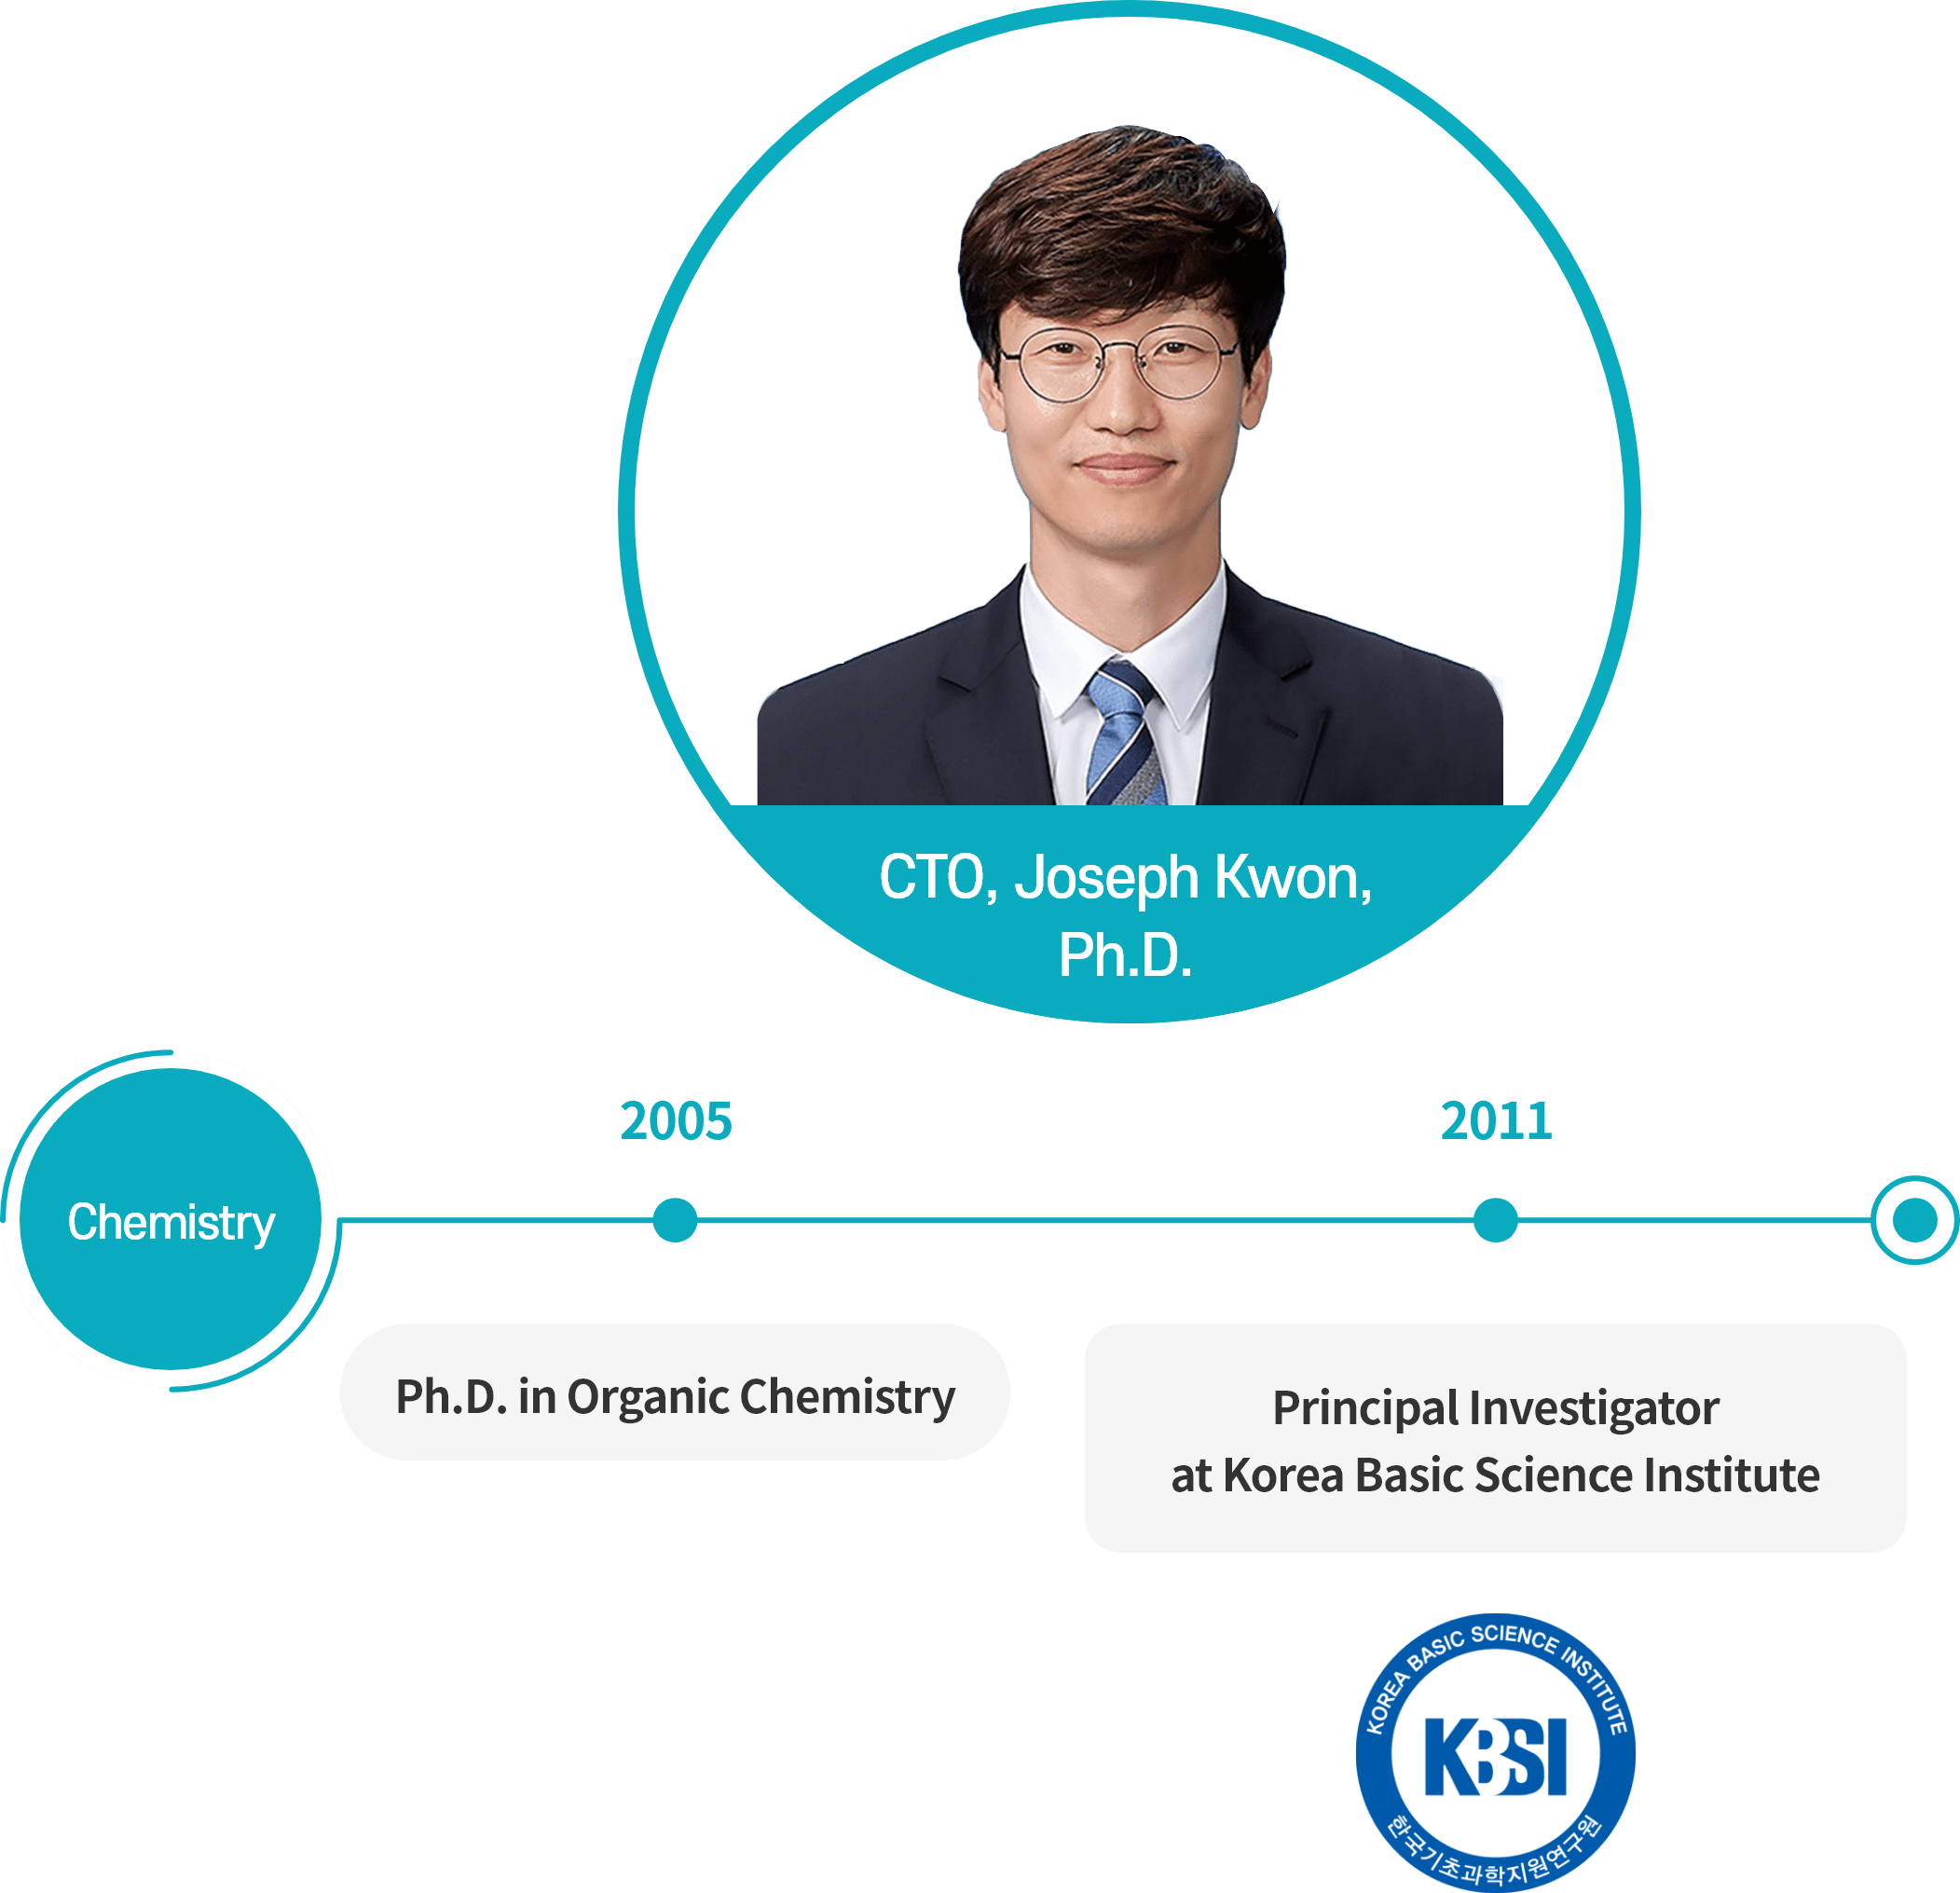 CTO, Joseph Kwon,
Ph.D.
Chemistry
2005
2011
Ph.D. in Organic Chemistry
Principal Investigator
at Korea Basic Science Institute
KOREA BASIC SCIENCE INSTITUTE
KBSI
한국기초과학지원연구원